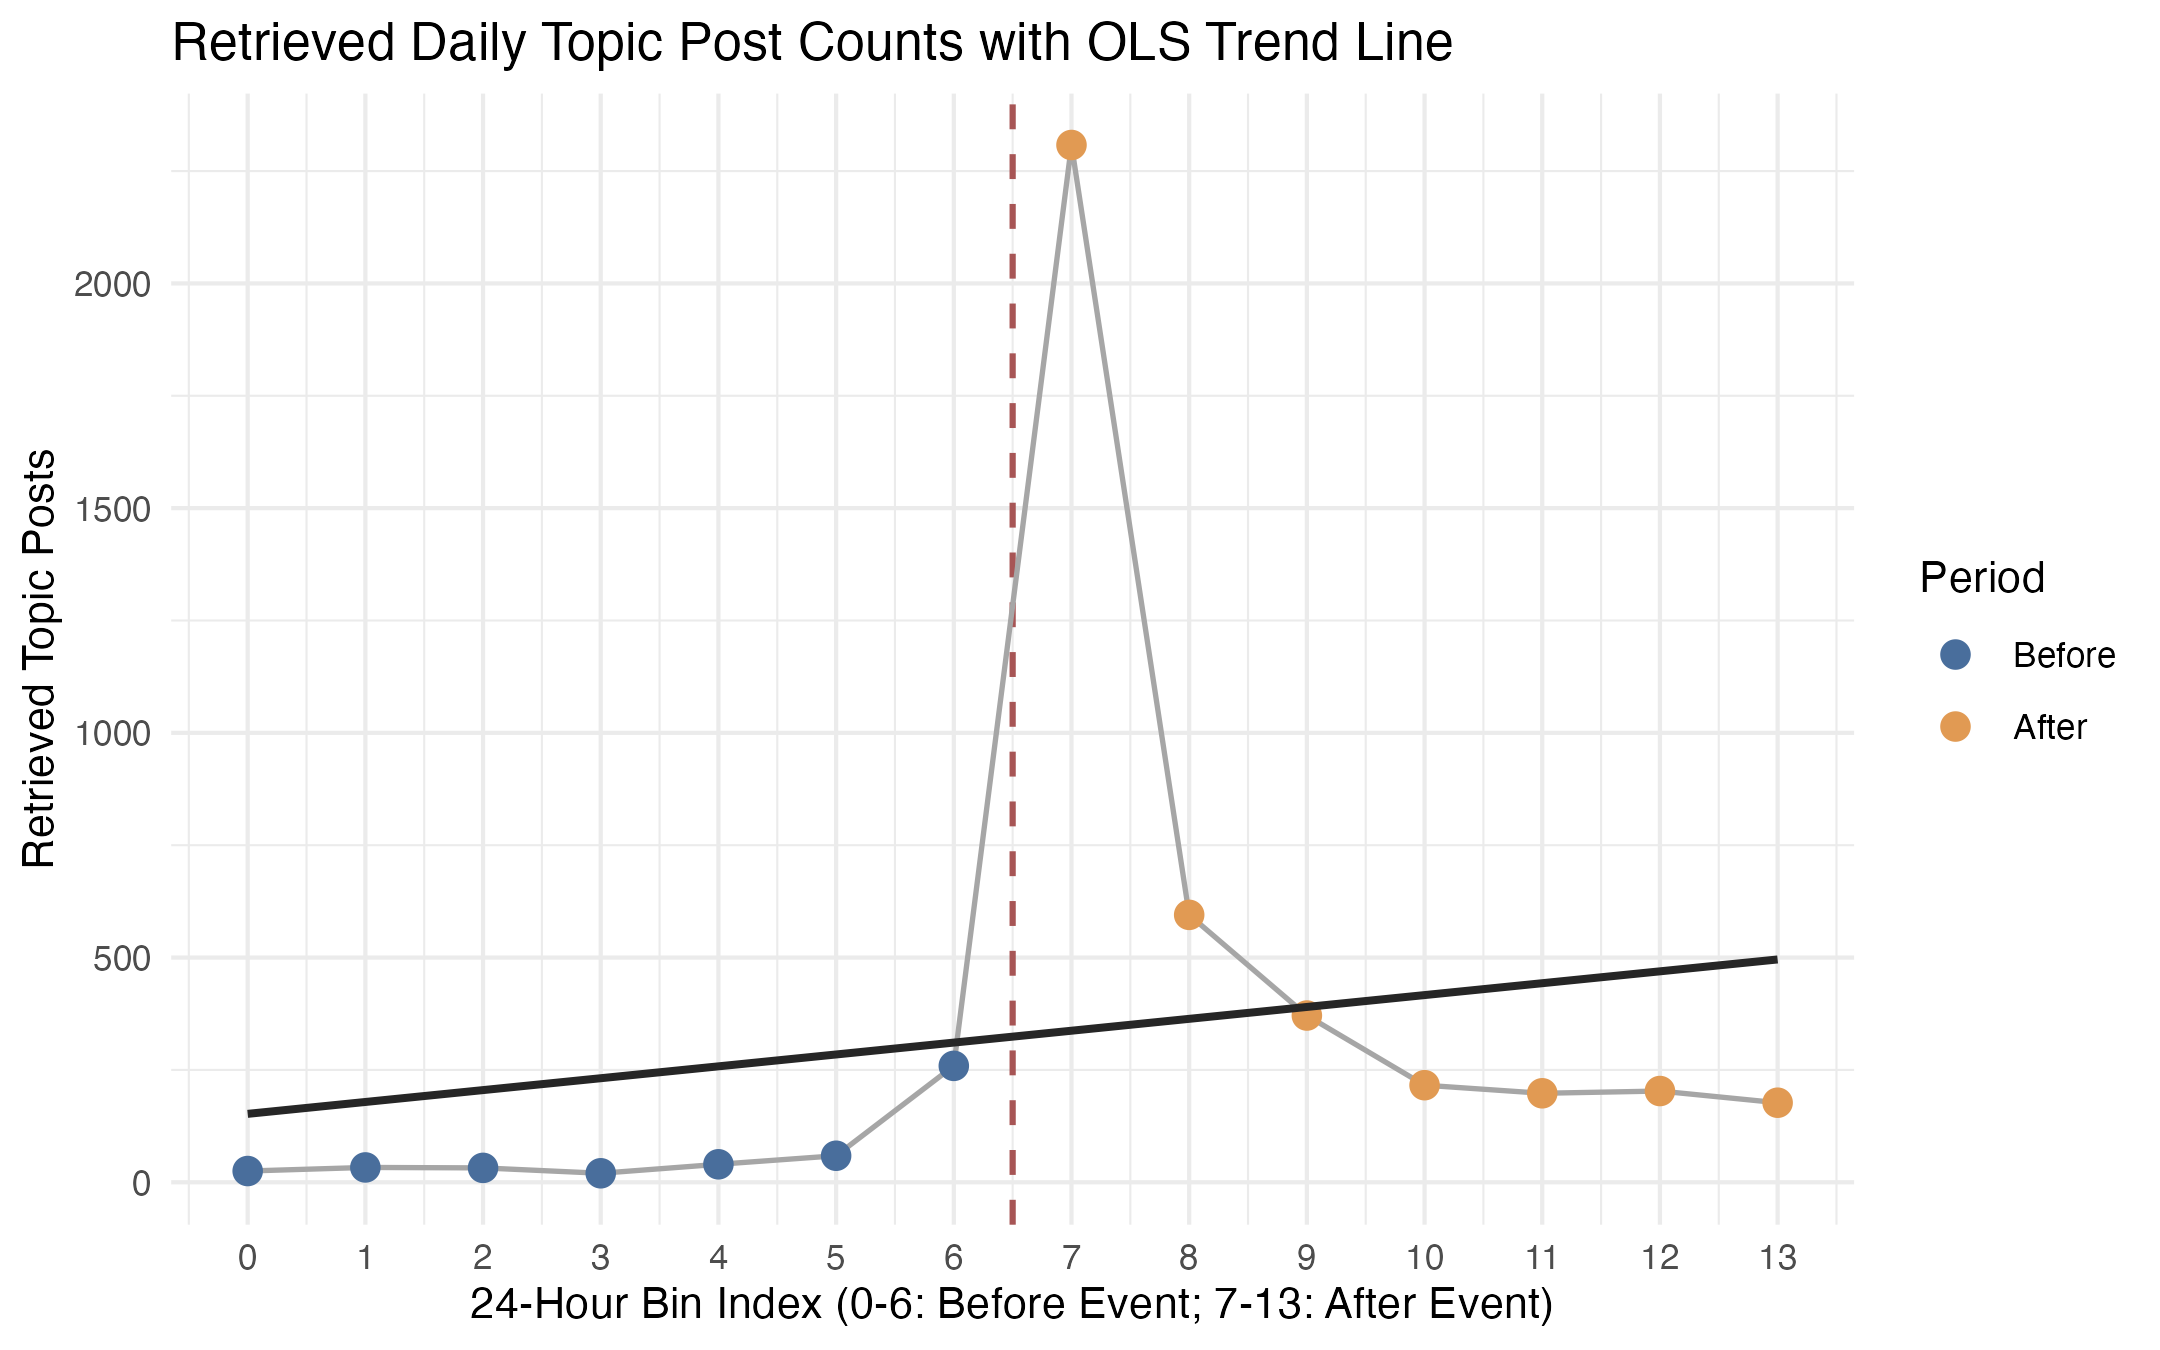 Retrieved Daily Topic Post Counts with OLS Trend Line
Retrieved Topic Posts
2000
1500
1000
500
0
0 1 2 3 4 5 6 7 8 9 10 11 12 13
24-Hour Bin Index (0-6: Before Event; 7-13: After Event)
Period
Before
After